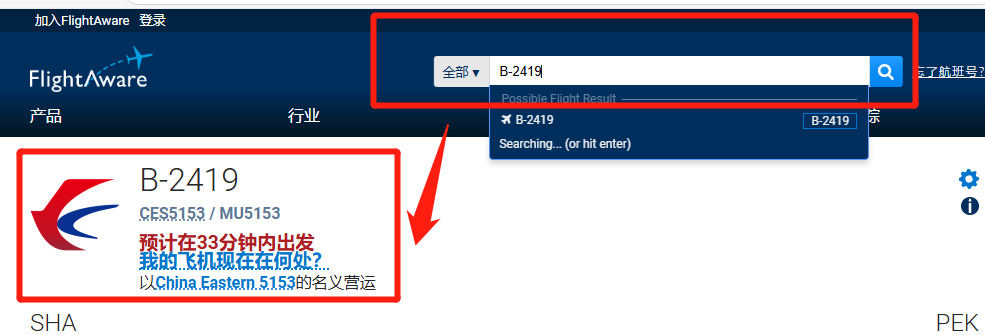 加入FlightAware 登录
FlightAware
全部 ▾ B-2419
忘了航班号?
产品 行业 踪
Possible Flight Result
B-2419 B-2419
Searching... (or hit enter)
B-2419
CES5153 / MU5153
预计在33分钟内出发
我的飞机现在在何处?
以China Eastern 5153的名义营运
SHA PEK